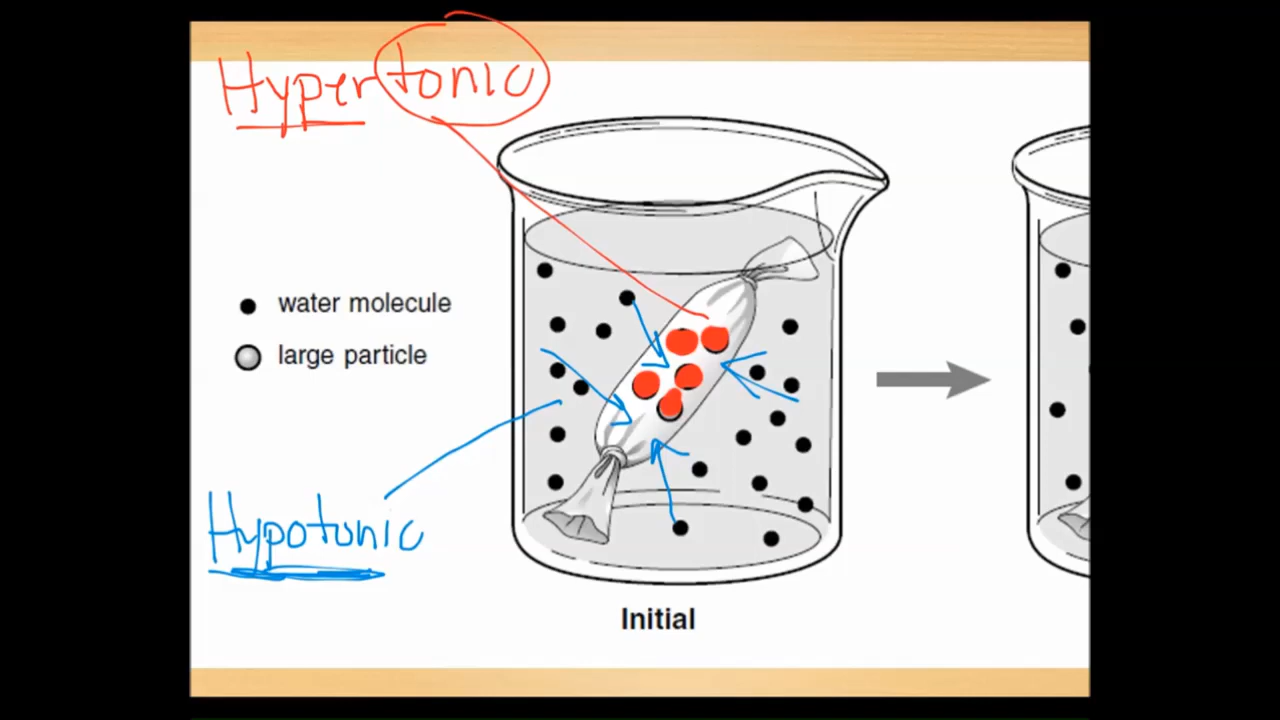 Hypertonic
water molecule
large particle
Hypotonic
Initial